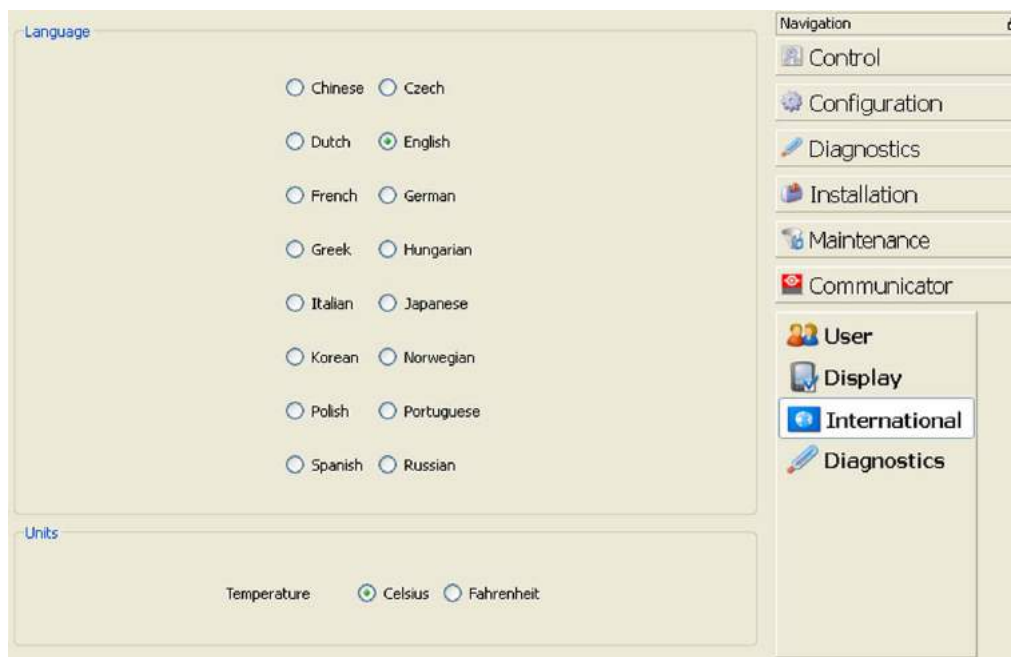 Language
Chinese Czech
Dutch English
French German
Greek Hungarian
Italian Japanese
Korean Norwegian
Polish Portuguese
Spanish Russian
Units
Temperature Celsius Fahrenheit
Navigation
Control
Configuration
Diagnostics
Installation
Maintenance
Communicator
User
Display
International
Diagnostics